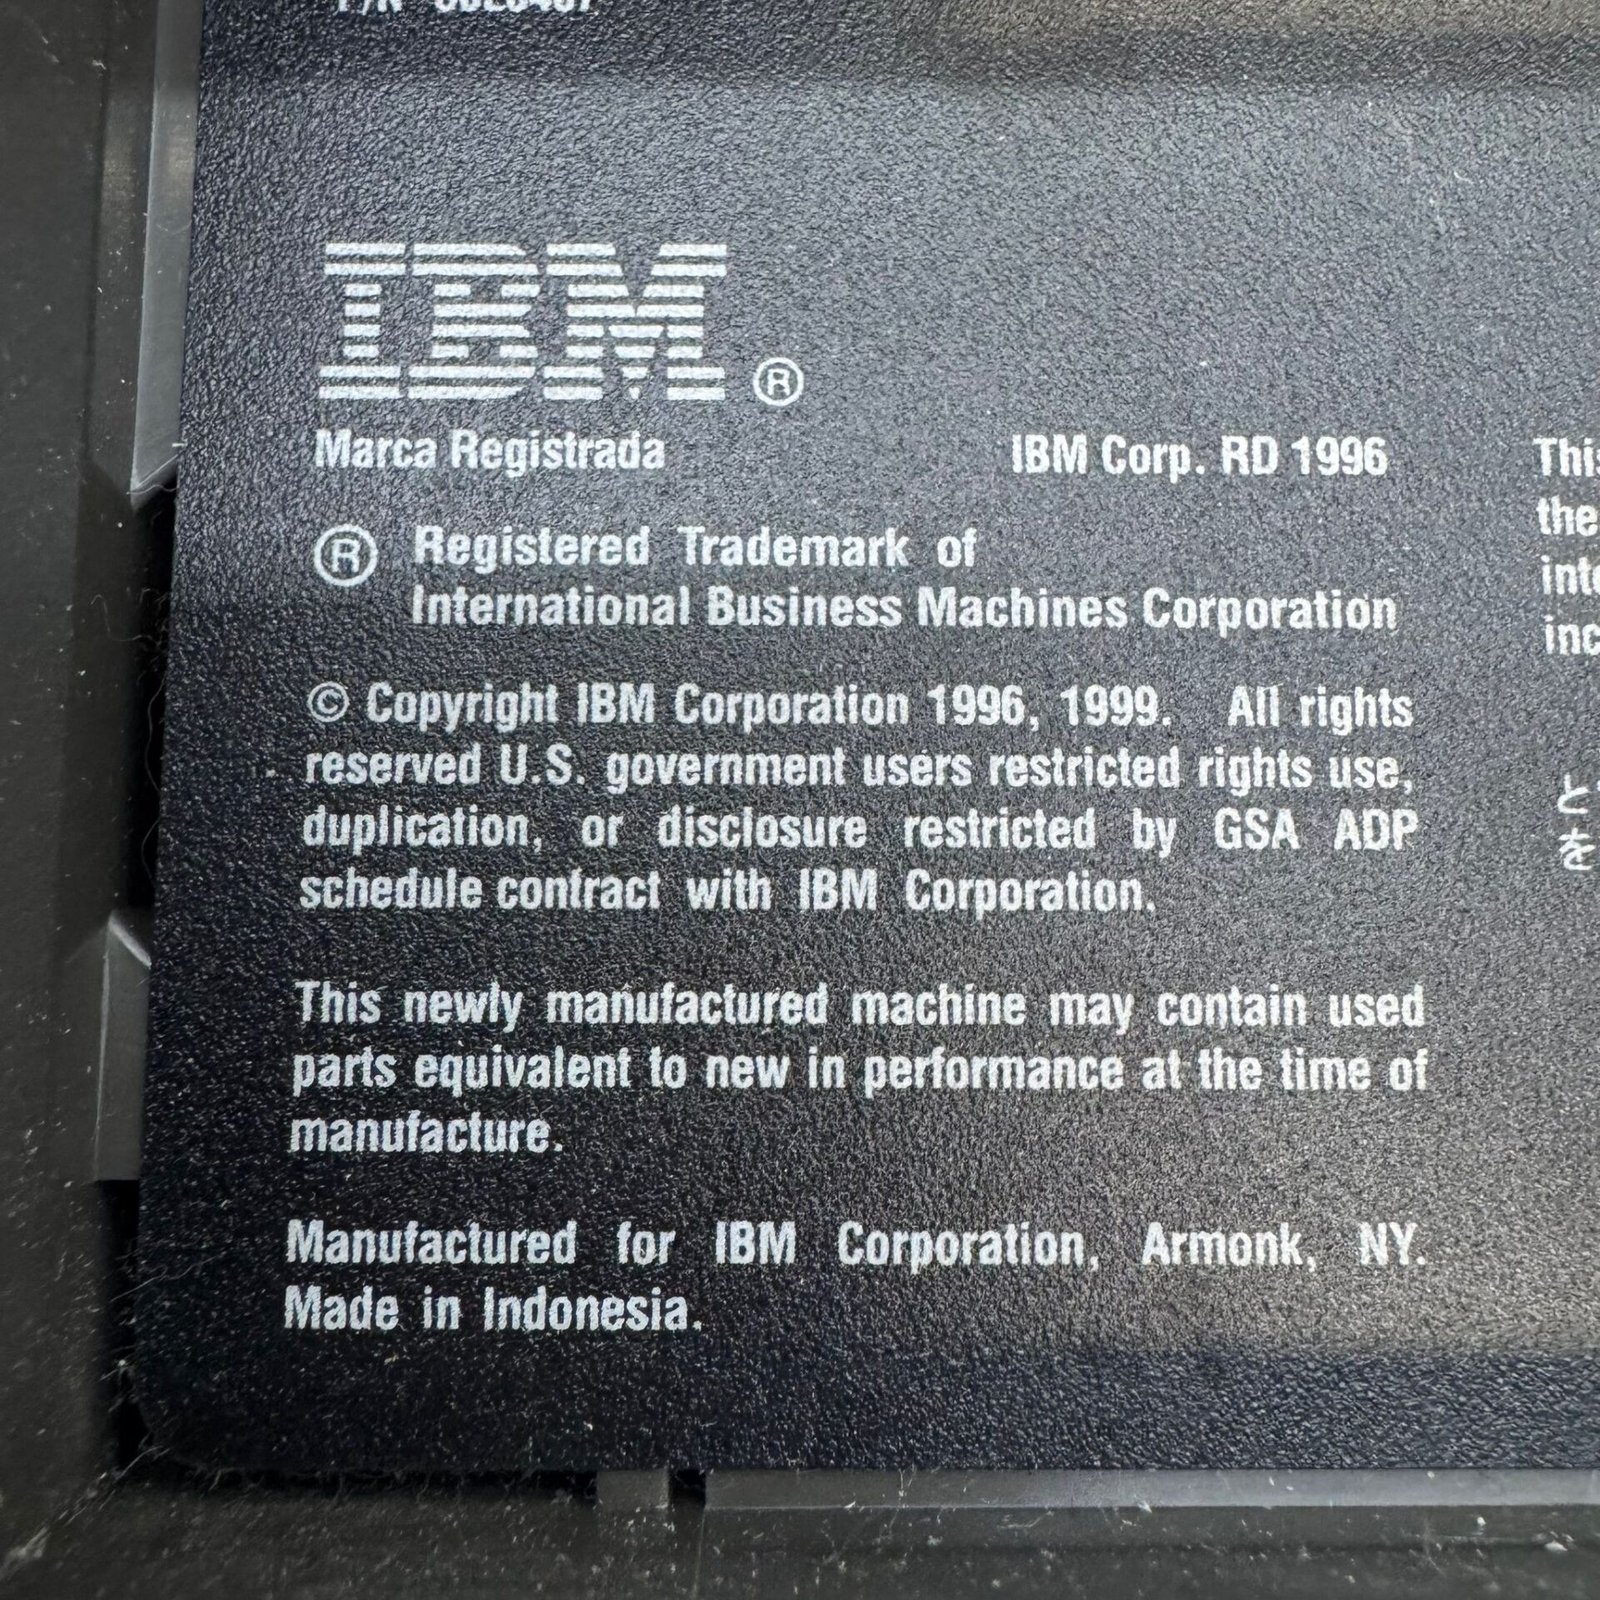 P/N
IBM ®
Marca Registrada IBM Corp. RD 1996
® Registered Trademark of
International Business Machines Corporation
© Copyright IBM Corporation 1996, 1999. All rights
reserved U.S. government users restricted rights use,
duplication, or disclosure restricted by GSA ADP
schedule contract with IBM Corporation.
This newly manufactured machine may contain used
parts equivalent to new in performance at the time of
manufacture.
Manufactured for IBM Corporation, Armonk, NY.
Made in Indonesia.
This
the